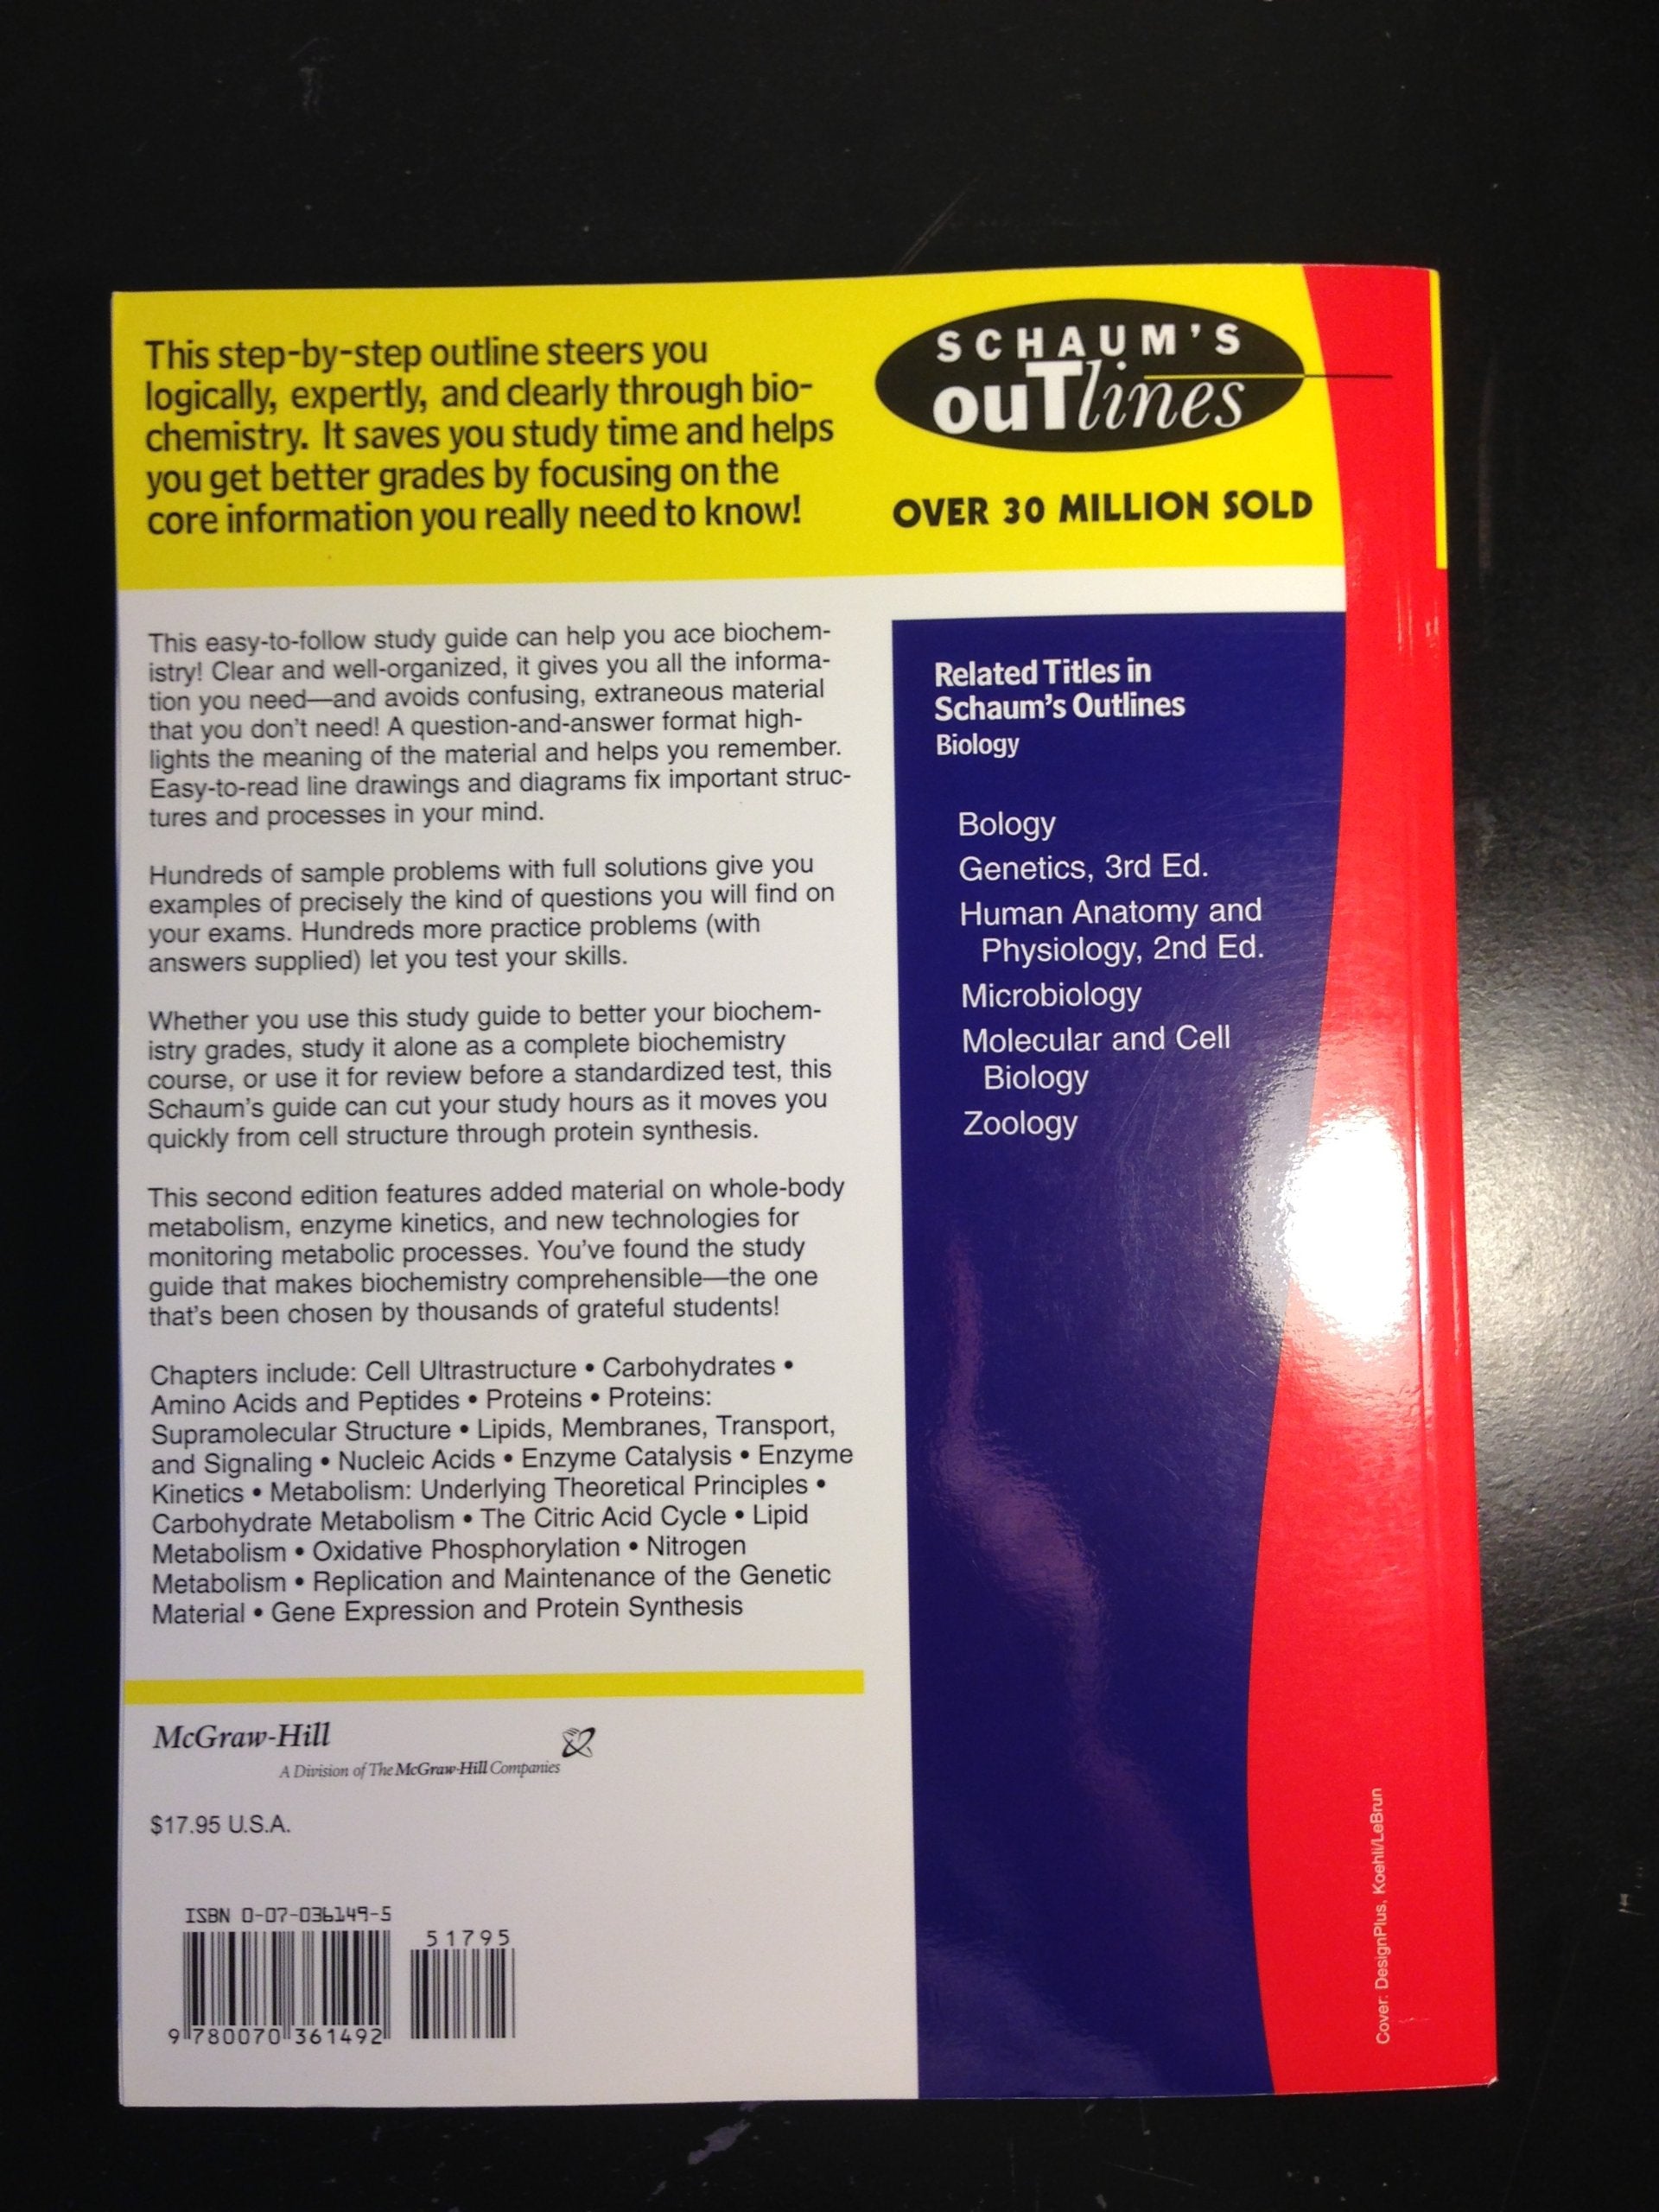 This step-by-step outline steers you
logically, expertly, and clearly through bio-
chemistry. It saves you study time and helps
you get better grades by focusing on the
core information you really need to know!
SCHAUM'S
ouTlines
OVER 30 MILLION SOLD
This easy-to-follow study guide can help you ace biochem-
istry! Clear and well-organized, it gives you all the informa-
tion you need—and avoids confusing, extraneous material
that you don't need! A question-and-answer format high-
lights the meaning of the material and helps you remember.
Easy-to-read line drawings and diagrams fix important struc-
tures and processes in your mind.
Hundreds of sample problems with full solutions give you
examples of precisely the kind of questions you will find on
your exams. Hundreds more practice problems (with
answers supplied) let you test your skills.
Whether you use this study guide to better your biochem-
istry grades, study it alone as a complete biochemistry
course, or use it for review before a standardized test, this
Schaum's guide can cut your study hours as it moves you
quickly from cell structure through protein synthesis.
This second edition features added material on whole-body
metabolism, enzyme kinetics, and new technologies for
monitoring metabolic processes. You've found the study
guide that makes biochemistry comprehensible—the one
that's been chosen by thousands of grateful students!
Chapters include: Cell Ultrastructure • Carbohydrates •
Amino Acids and Peptides • Proteins • Proteins:
Supramolecular Structure • Lipids, Membranes, Transport,
and Signaling • Nucleic Acids • Enzyme Catalysis • Enzyme
Kinetics • Metabolism: Underlying Theoretical Principles •
Carbohydrate Metabolism • The Citric Acid Cycle • Lipid
Metabolism • Oxidative Phosphorylation • Nitrogen
Metabolism • Replication and Maintenance of the Genetic
Material • Gene Expression and Protein Synthesis
McGraw-Hill
A Division of The McGraw-Hill Companies
$17.95 U.S.A.
ISBN 0-07-036149-5
51795
9 780070 361492
Related Titles in
Schaum's Outlines
Biology
Bology
Genetics, 3rd Ed.
Human Anatomy and
Physiology, 2nd Ed.
Microbiology
Molecular and Cell
Biology
Zoology
Cover: DesignPlus, Koehli/LeBrun